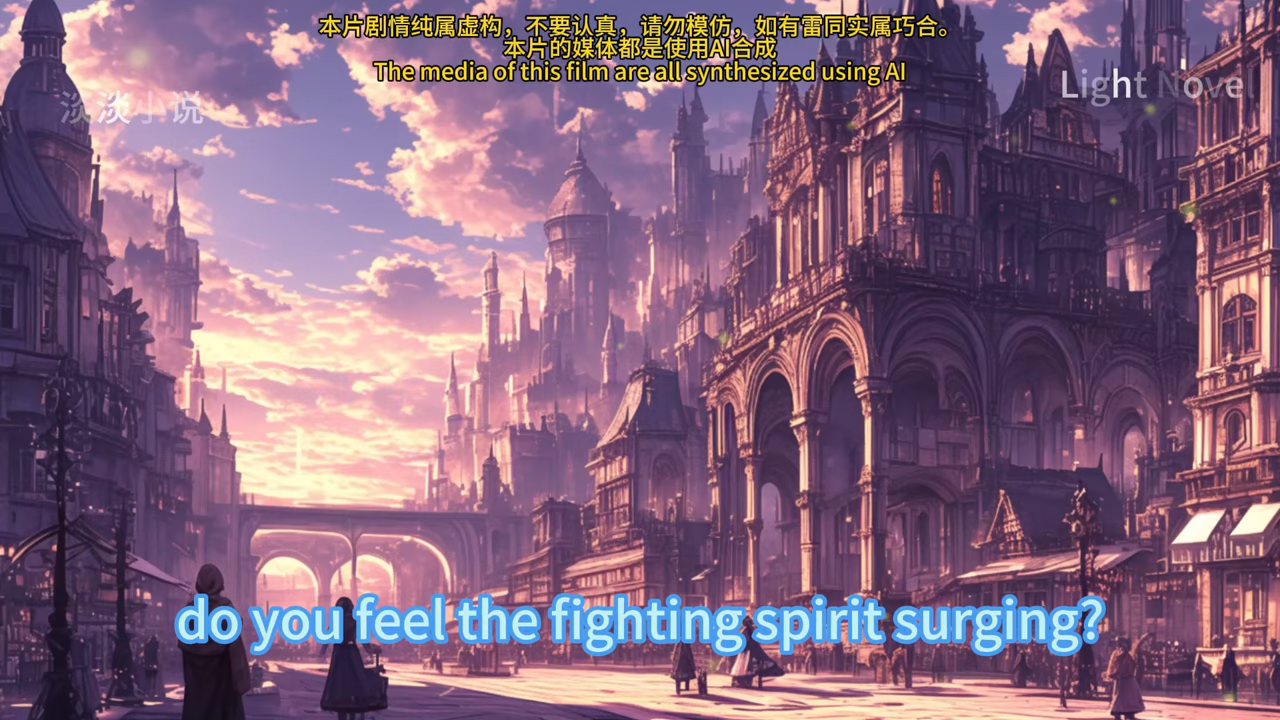 本片剧情纯属虚构，不要认真，请勿模仿，如有雷同实属巧合。
本片的媒体都是使用AI合成
The media of this film are all synthesized using AI
Light Novel
淡淡小说
do you feel the fighting spirit surging?